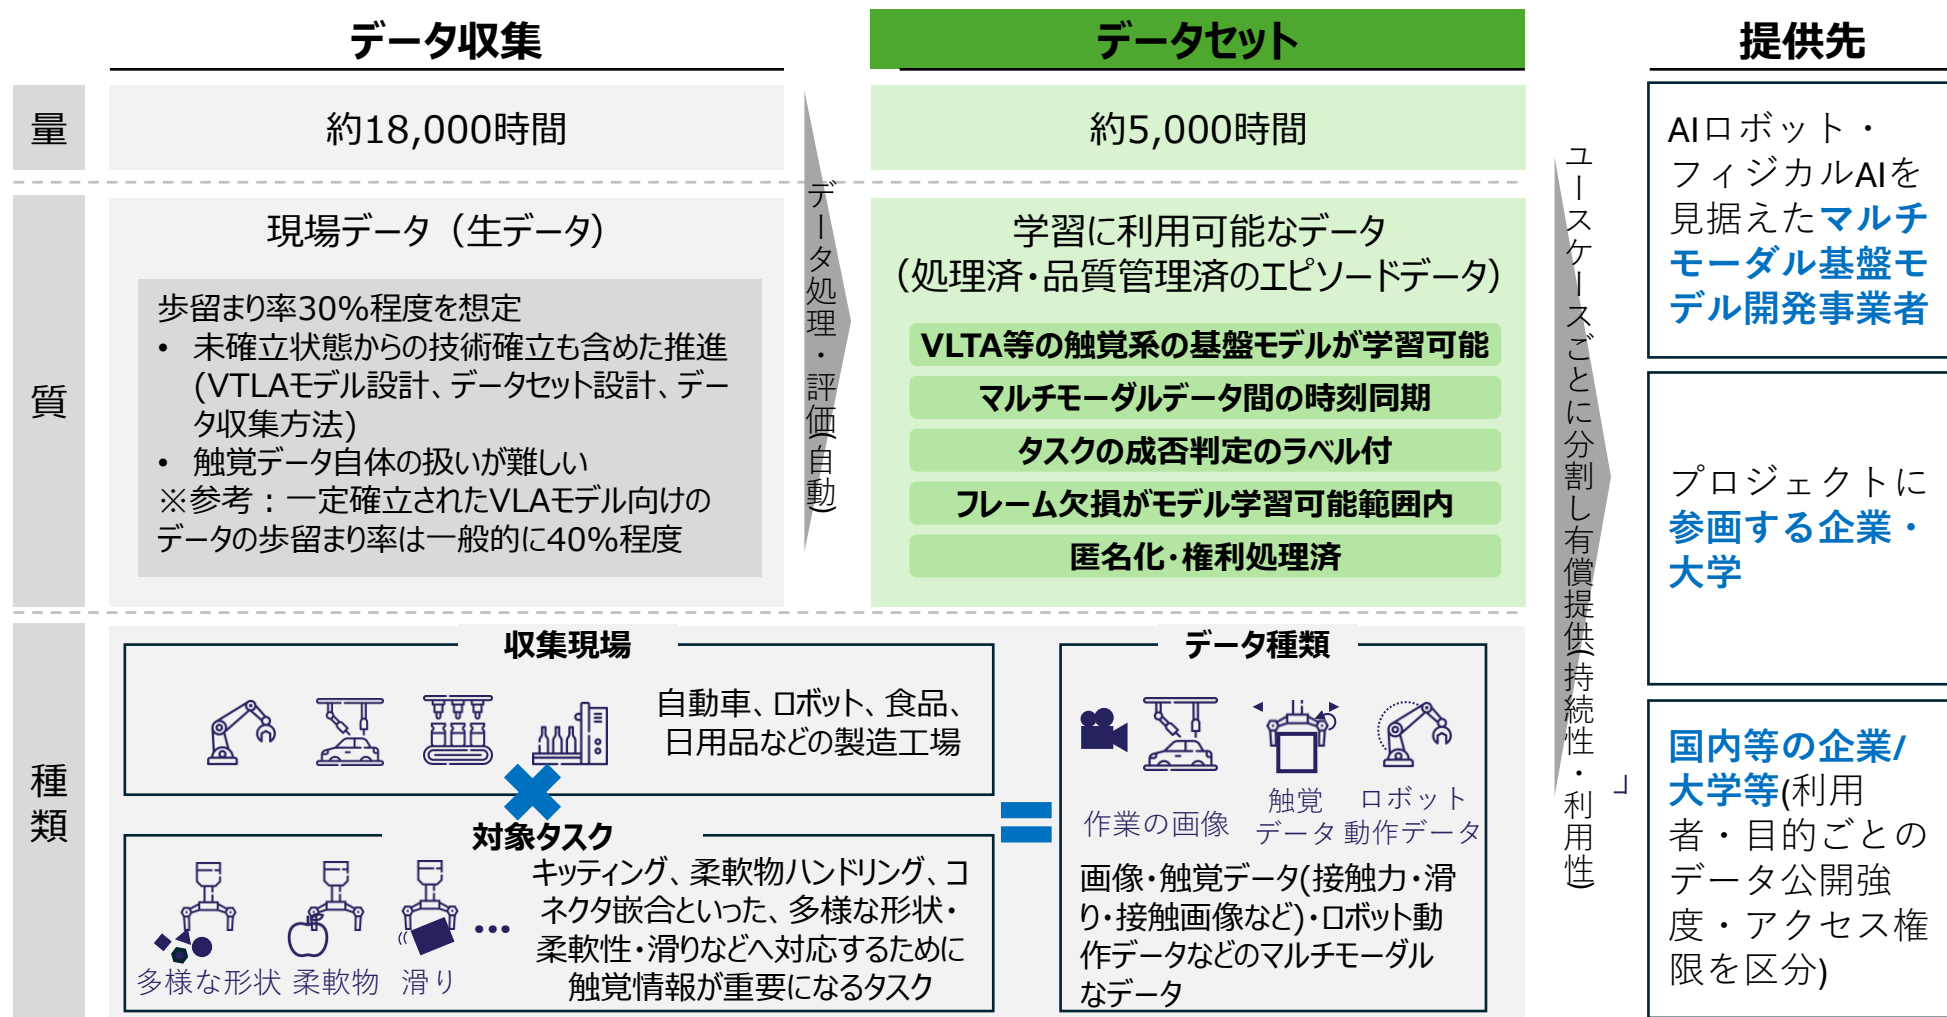 データ収集
データセット
提供先
量
約18,000時間
約5,000時間
質
現場データ（生データ）
歩留まり率30%程度を想定
• 未確立状態からの技術確立も含めた推進
(VTLAモデル設計、データセット設計、デー
タ収集方法)
• 触覚データ自体の扱いが難しい
※参考：一定確立されたVLAモデル向けの
データの歩留まり率は一般的に40%程度
データ処理・評価(自動)
学習に利用可能なデータ
（処理済・品質管理済のエピソードデータ）
VLTA等の触覚系の基盤モデルが学習可能
マルチモーダルデータ間の時刻同期
タスクの成否判定のラベル付
フレーム欠損がモデル学習可能範囲内
匿名化・権利処理済
ユースケースごとに分割し有償提供(持続性・利用性)
」
AIロボット・
フィジカルAIを
見据えたマルチ
モーダル基盤モ
デル開発事業者
プロジェクトに
参画する企業・
大学
国内等の企業/
大学等(利用
者・目的ごとの
データ公開強
度・アクセス権
限を区分)
種類
収集現場
自動車、ロボット、食品、
日用品などの製造工場
対象タスク
キッティング、柔軟物ハンドリング、コ
ネクタ嵌合といった、多様な形状・
柔軟性・滑りなどへ対応するために
触覚情報が重要になるタスク
…
多様な形状 柔軟物 滑り
データ種類
作業の画像
触覚
データ
ロボット
動作データ
画像・触覚データ(接触力・滑
り・接触画像など)・ロボット動
作データなどのマルチモーダル
なデータ